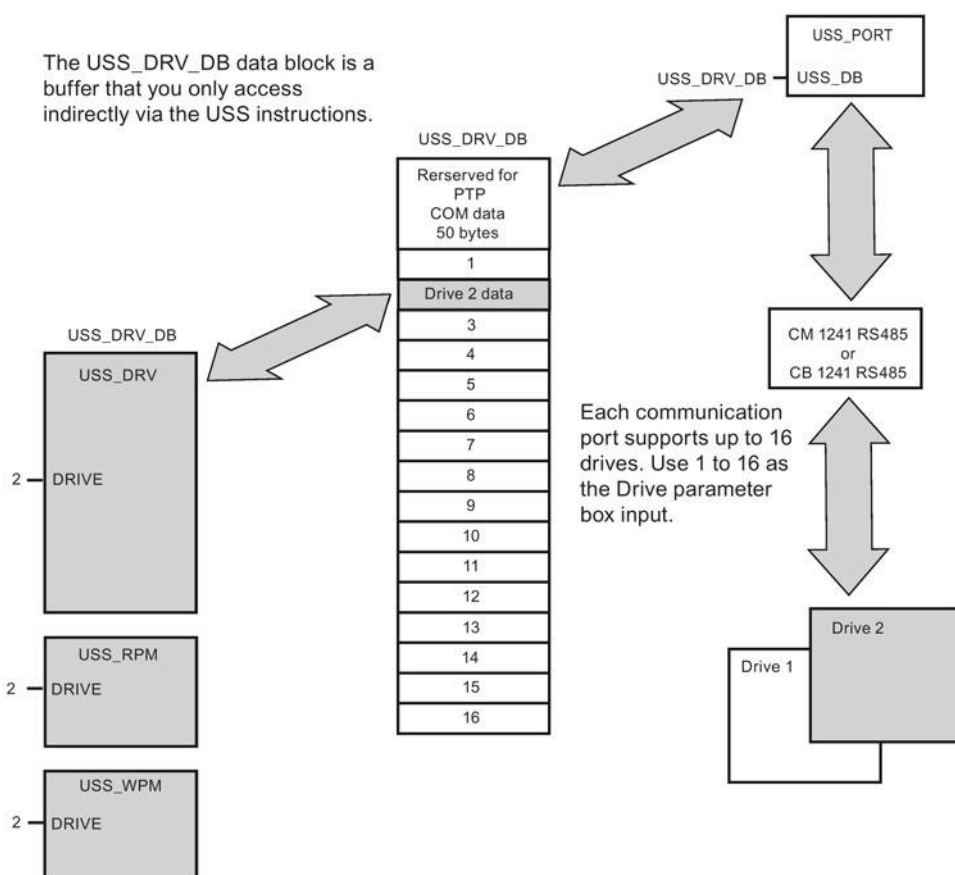 The USS_DRV_DB data block is a
buffer that you only access
indirectly via the USS instructions.
USS_PORT
USS_DRV_DB
USS_DB
USS_DRV_DB
Rerserved for
PTP
COM data
50 bytes
1
Drive 2 data
3
4
5
6
7
8
9
10
11
12
13
14
15
16
USS_DRV_DB
USS_DRV
2
DRIVE
USS_RPM
2
DRIVE
USS_WPM
2
DRIVE
CM 1241 RS485
or
CB 1241 RS485
Each communication
port supports up to 16
drives. Use 1 to 16 as
the Drive parameter
box input.
Drive 2
Drive 1